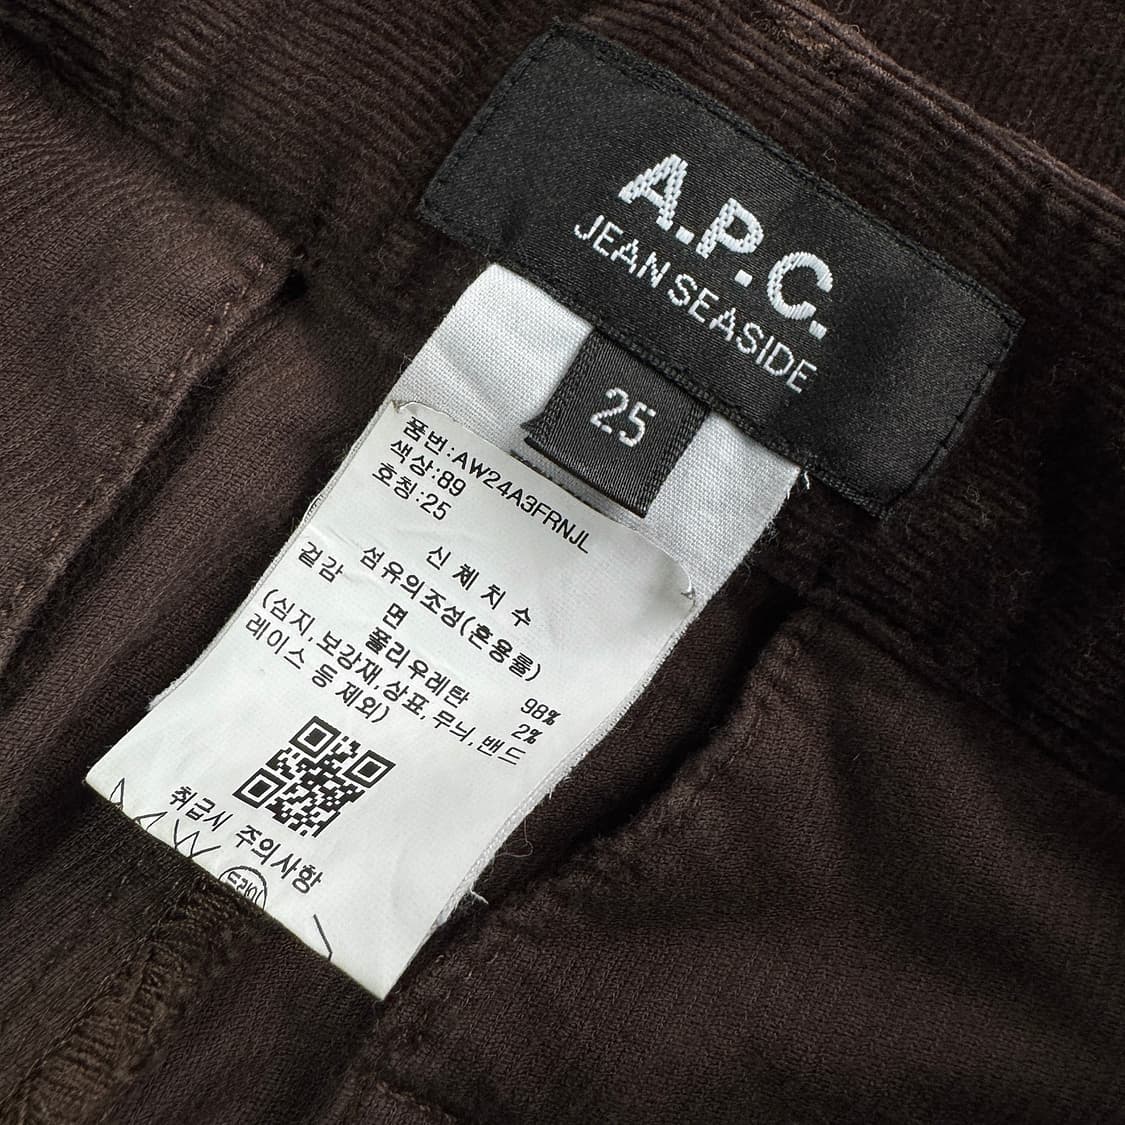 A.P.C.
JEAN SEASIDE
25
품번:AW24A3FRNJL
색상:89
호칭:25
신체치수
섬유의조성(혼용률)
겉감
면 98%
폴리우레탄 2%
(심지,보강재,상표,무늬,밴드
레이스 등 제외)
취급시 주의사항
드라이